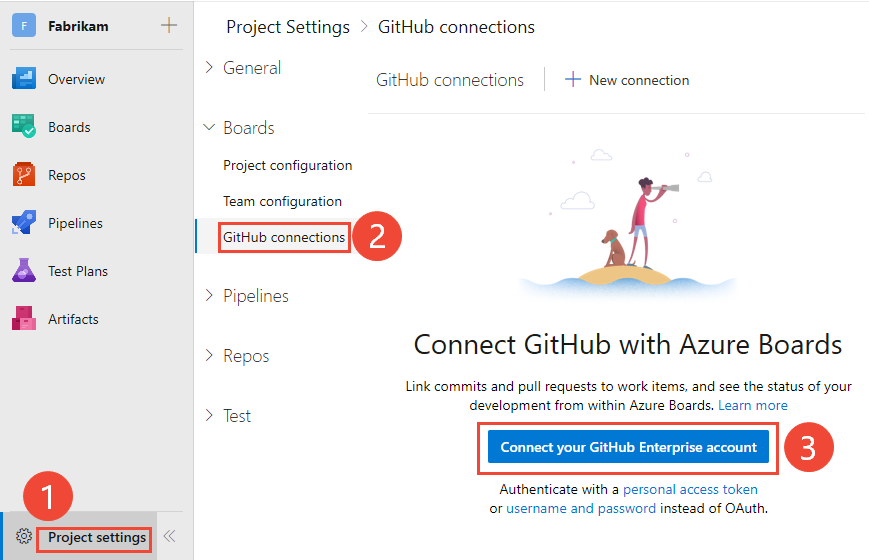 F Fabrikam
Overview
Boards
Repos
Pipelines
Test Plans
Artifacts
1
Project settings
Project Settings > GitHub connections
General
Boards
Project configuration
Team configuration
GitHub connections 2
Pipelines
Repos
Test
GitHub connections + New connection
Connect GitHub with Azure Boards
Link commits and pull requests to work items, and see the status of your
development from within Azure Boards. Learn more
Connect your GitHub Enterprise account 3
Authenticate with a personal access token
or username and password instead of OAuth.